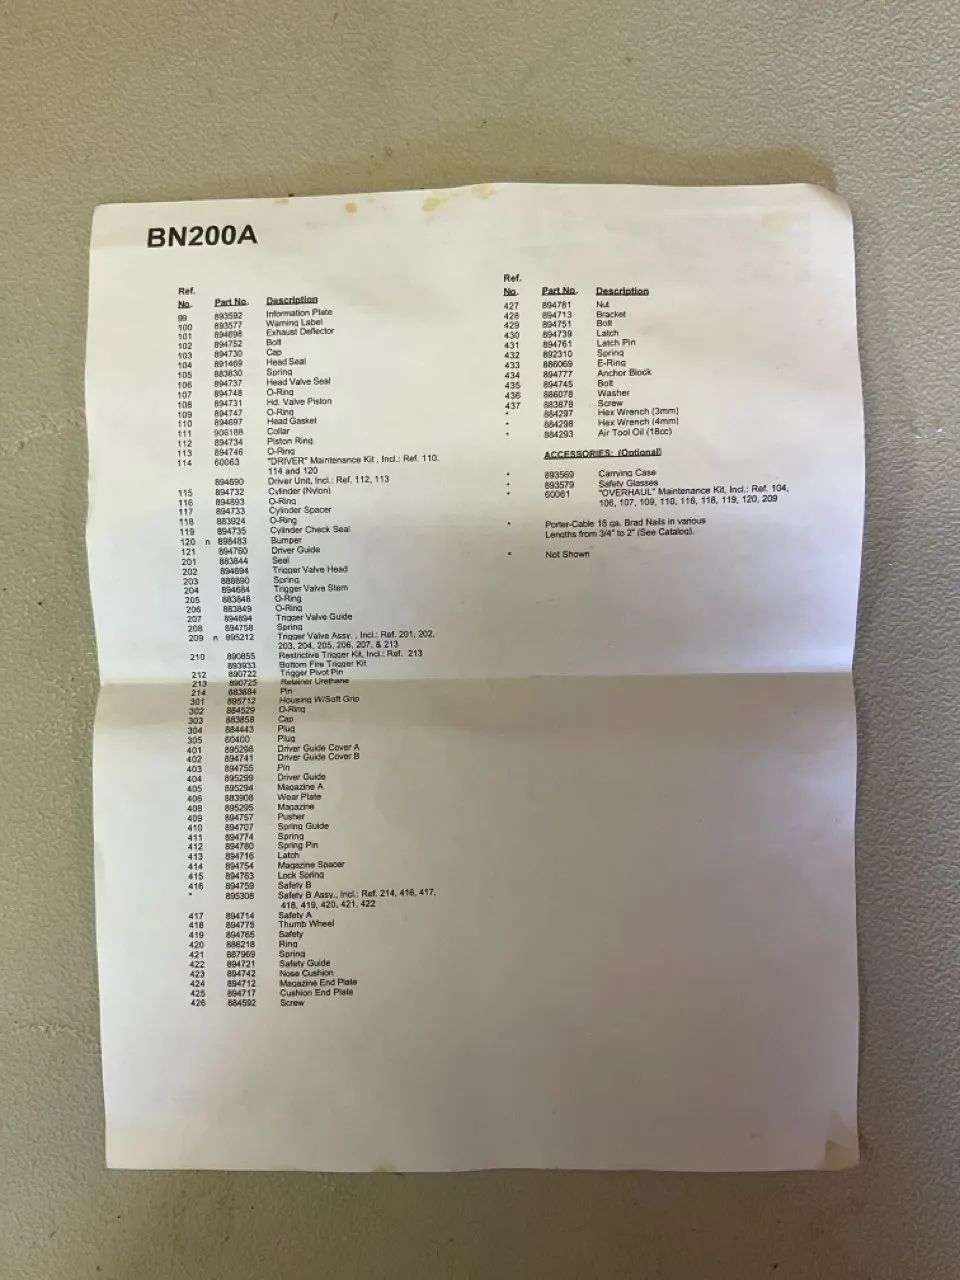 BN200A
Ref.
No. Part No. Description
99 893592 Information Plate
100 893577 Warning Label
101 894698 Exhaust Deflector
102 894752 Bolt
103 894730 Cap
104 891469 Head Seal
105 883830 Spring
106 894737 Head Valve Seal
107 894748 O-Ring
108 894731 Hd. Valve Piston
109 894747 O-Ring
110 894697 Head Gasket
111 906188 Collar
112 894734 Piston Ring
113 894746 O-Ring
114 60063 "DRIVER" Maintenance Kit , Incl.: Ref. 110,
114 and 120
894690 Driver Unit, Incl.: Ref. 112, 113
115 894732 Cylinder (Nylon)
116 894893 O-Ring
117 894733 Cylinder Spacer
118 883924 O-Ring
119 894735 Cylinder Check Seal
120 n 898483 Bumper
121 894760 Driver Guide
201 883844 Seal
202 894694 Trigger Valve Head
203 888890 Spring
204 894684 Trigger Valve Stem
205 883848 O-Ring
206 883849 O-Ring
207 894894 Trigger Valve Guide
208 894758 Spring
209 n 895212 Trigger Valve Assy. , Incl.: Ref. 201, 202,
203, 204, 205, 206, 207, & 213
210 890855 Restrictive Trigger Kit, Incl.: Ref. 213
893933 Bottom Fire Trigger Kit
212 890722 Trigger Pivot Pin
213 890725 Retainer Urethane
214 883884 Pin
301 895712 Housing W/Soft Grip
302 884529 O-Ring
303 883858 Cap
304 884443 Plug
305 60400 Plug
401 895298 Driver Guide Cover A
402 894741 Driver Guide Cover B
403 894755 Pin
404 895299 Driver Guide
405 895294 Magazine A
406 883908 Wear Plate
408 895295 Magazine
409 894757 Pusher
410 894707 Spring Guide
411 894774 Spring
412 894780 Spring Pin
413 894716 Latch
414 894754 Magazine Spacer
415 894763 Lock Spring
416 894759 Safety B
* 895308 Safety B Assy., Incl.: Ref. 214, 416, 417,
418, 419, 420, 421, 422
417 894714 Safety A
418 894775 Thumb Wheel
419 894765 Safety
420 886218 Ring
421 887969 Spring
422 894721 Safety Guide
423 894742 Nose Cushion
424 894712 Magazine End Plate
425 894717 Cushion End Plate
426 884592 Screw
Ref.
No. Part No. Description
427 894781 Nut
428 894713 Bracket
429 894751 Bolt
430 894739 Latch
431 894761 Latch Pin
432 892310 Spring
433 886069 E-Ring
434 894777 Anchor Block
435 894745 Bolt
436 886078 Washer
437 883878 Screw
* 884297 Hex Wrench (3mm)
* 884298 Hex Wrench (4mm)
* 884293 Air Tool Oil (18cc)
ACCESSORIES: (Optional)
* 893569 Carrying Case
* 893579 Safety Glasses
* 60061 "OVERHAUL" Maintenance Kit, Incl.: Ref. 104,
106, 107, 109, 110, 116, 118, 119, 120, 209
* Porter-Cable 18 ga. Brad Nails in various
Lengths from 3/4" to 2" (See Catalog).
* Not Shown